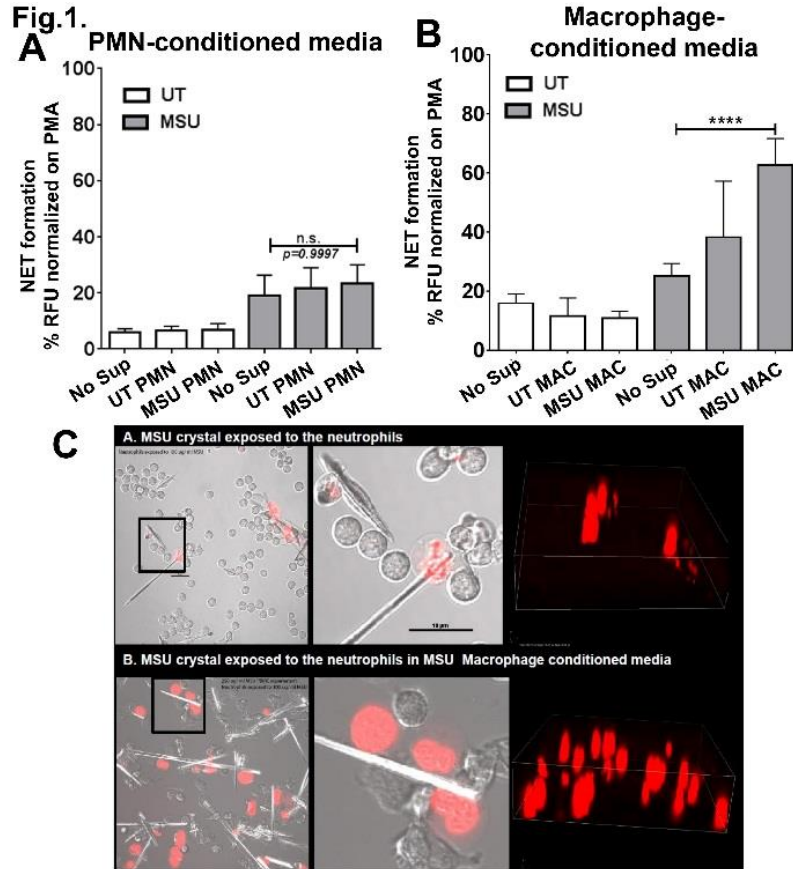 Fig.1.
A PMN-conditioned media
100
80
60
40
20
0
NET formation
% RFU normalized on PMA
UT
MSU
n.s.
p=0.9997
No Sup
UT PMN
MSU PMN
No Sup
UT PMN
MSU PMN
B Macrophage-
conditioned media
100
80
60
40
20
0
NET formation
% RFU normalized on PMA
UT
MSU
****
No Sup
UT MAC
MSU MAC
No Sup
UT MAC
MSU MAC
C
A. MSU crystal exposed to the neutrophils
Neutrophils exposed to
10 µm
B. MSU crystal exposed to the neutrophils in MSU Macrophage conditioned media